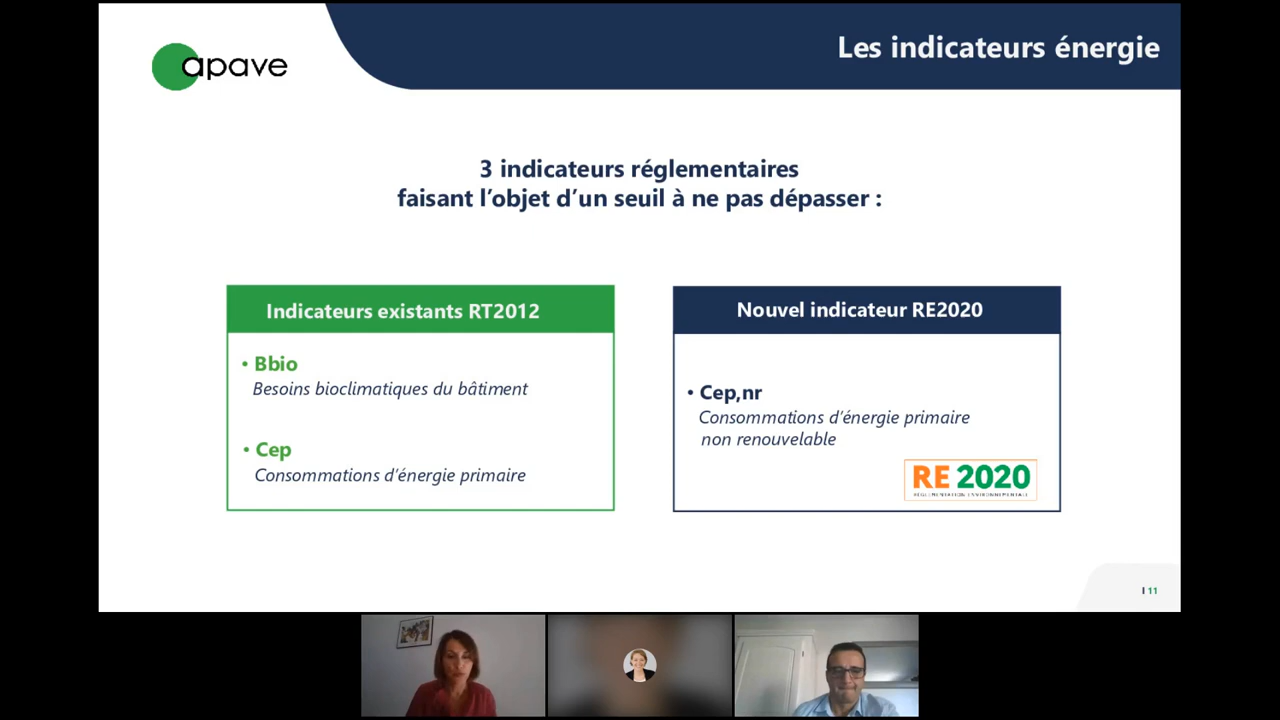 apave
Les indicateurs énergie
3 indicateurs réglementaires
faisant l’objet d’un seuil à ne pas dépasser :
Indicateurs existants RT2012
• Bbio
Besoins bioclimatiques du bâtiment
• Cep
Consommations d’énergie primaire
Nouvel indicateur RE2020
• Cep,nr
Consommations d’énergie primaire
non renouvelable
RE 2020
RÉGLEMENTATION ENVIRONNEMENTALE
I 11